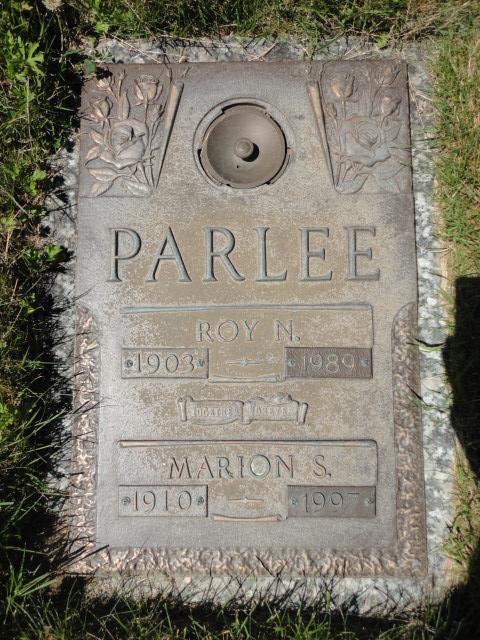 PARLEE
ROY N.
1903 1989
TOGETHER FOREVER
MARION S.
1910 1997